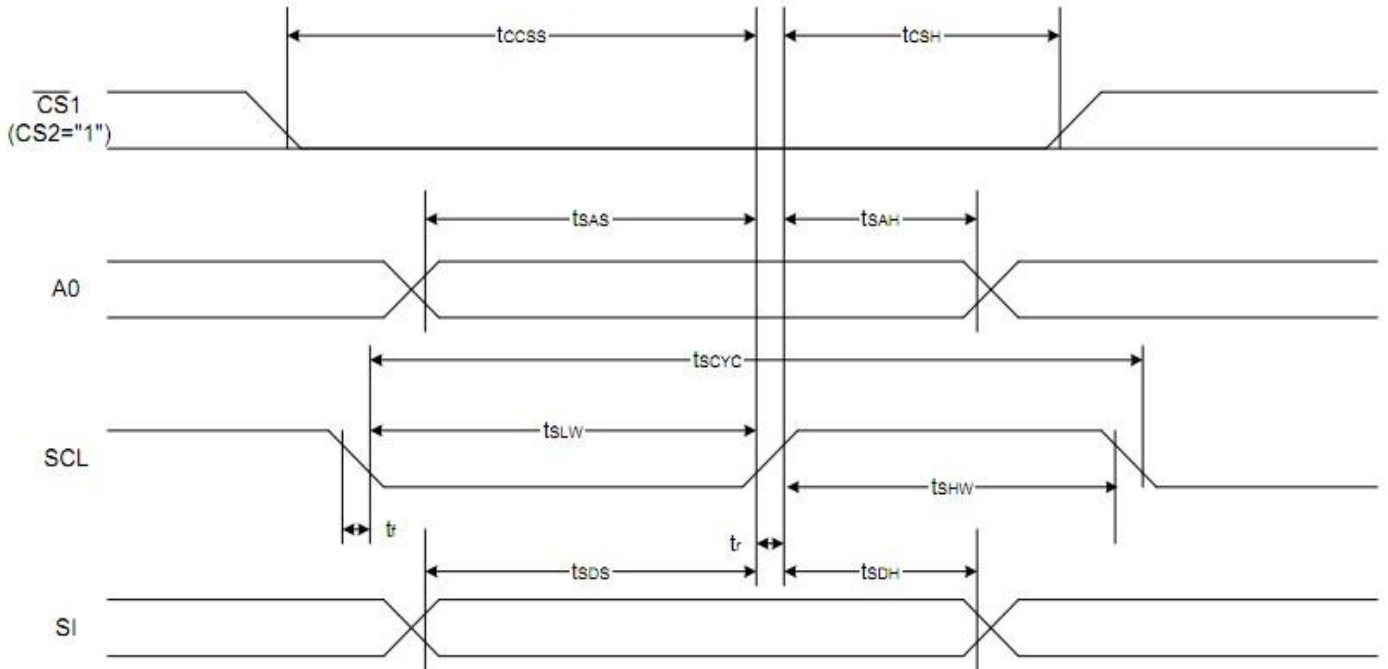 tCCSS
tCSH
CS1
(CS2="1")
tSAS
tSAH
A0
tSCYC
tSLW
SCL
tSHW
tf
tr
tSDS
tSDH
SI